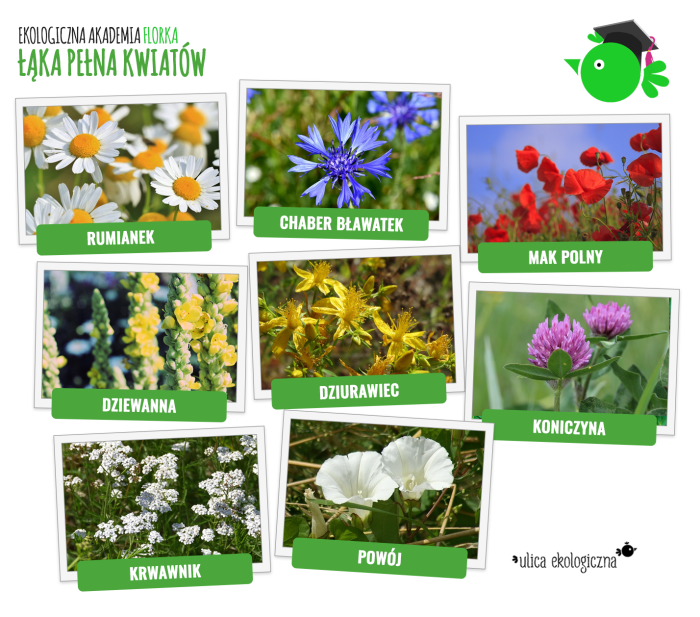 EKOLOGICZNA AKADEMIA FLORKA
ŁĄKA PEŁNA KWIATÓW
RUMIANEK
CHABER BŁAWATEK
MAK POLNY
DZIEWANNA
DZIURAWIEC
KONICZYNA
KRWAWNIK
POWÓJ
ulica ekologiczna